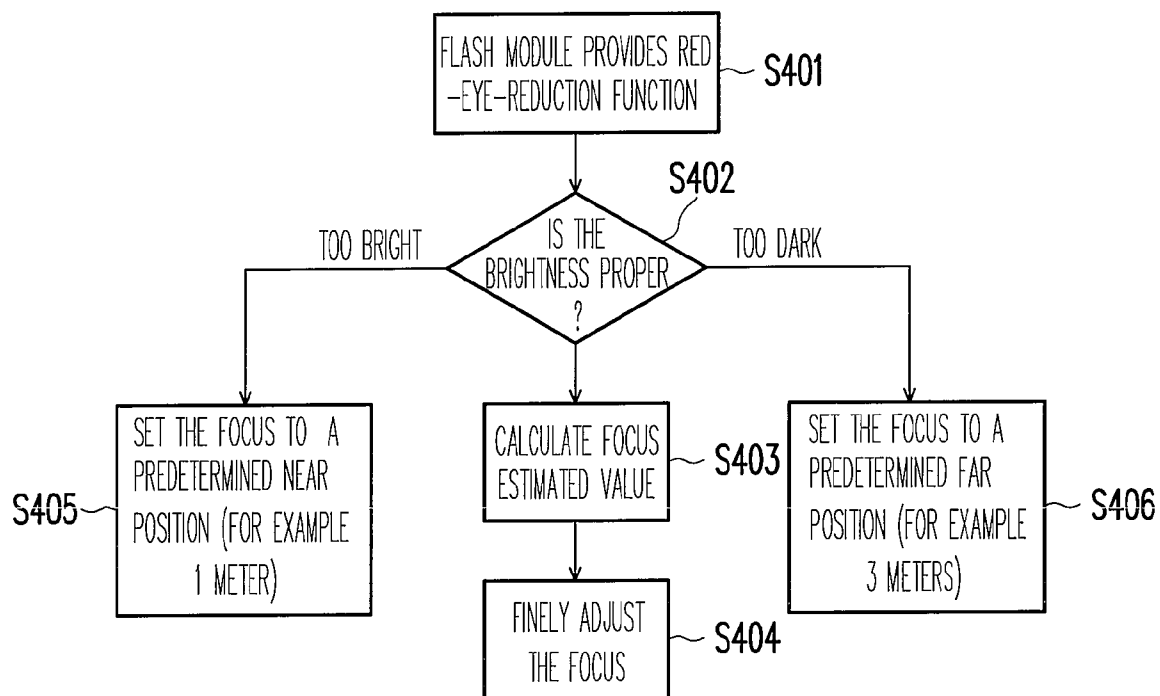 FLASH MODULE PROVIDES RED
-EYE-REDUCTION FUNCTION
S401
S402
IS THE
BRIGHTNESS PROPER
?
TOO BRIGHT
TOO DARK
SET THE FOCUS TO A
PREDETERMINED NEAR
POSITION (FOR EXAMPLE
1 METER)
S405
CALCULATE FOCUS
ESTIMATED VALUE
S403
SET THE FOCUS TO A
PREDETERMINED FAR
POSITION (FOR EXAMPLE
3 METERS)
S406
FINELY ADJUST
THE FOCUS
S404